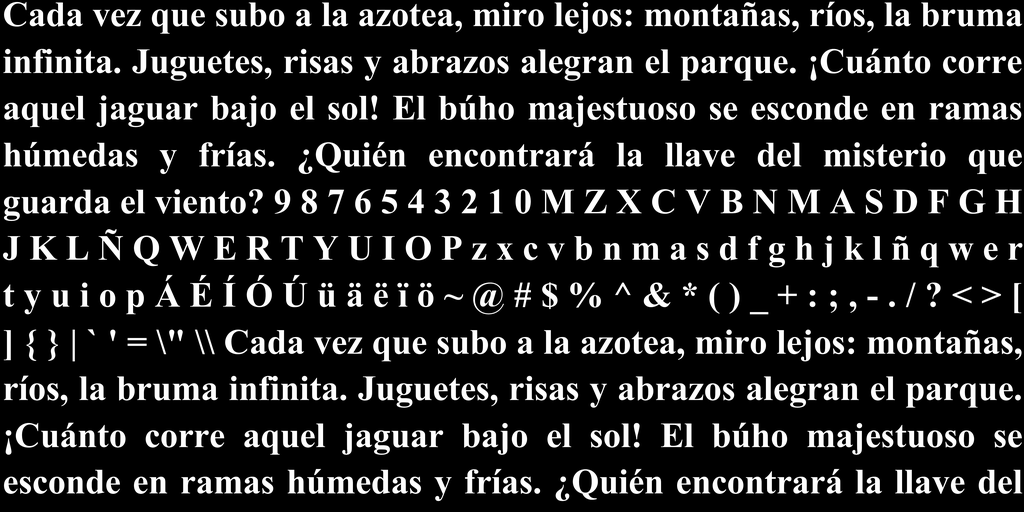 Cada vez que subo a la azotea, miro lejos: montañas, ríos, la bruma
infinita. Juguetes, risas y abrazos alegran el parque. ¡Cuánto corre
aquel jaguar bajo el sol! El búho majestuoso se esconde en ramas
húmedas y frías. ¿Quién encontrará la llave del misterio que
guarda el viento? 9 8 7 6 5 4 3 2 1 0 M Z X C V B N M A S D F G H
J K L Ñ Q W E R T Y U I O P z x c v b n m a s d f g h j k l ñ q w e r
t y u i o p Á É Í Ó Ú ü ä ë ï ö ~ @ # $ % ^ & * ( ) _ + : ; , - . / ? < > [
] { } | ` ' = \" \\ Cada vez que subo a la azotea, miro lejos: montañas,
ríos, la bruma infinita. Juguetes, risas y abrazos alegran el parque.
¡Cuánto corre aquel jaguar bajo el sol! El búho majestuoso se
esconde en ramas húmedas y frías. ¿Quién encontrará la llave del